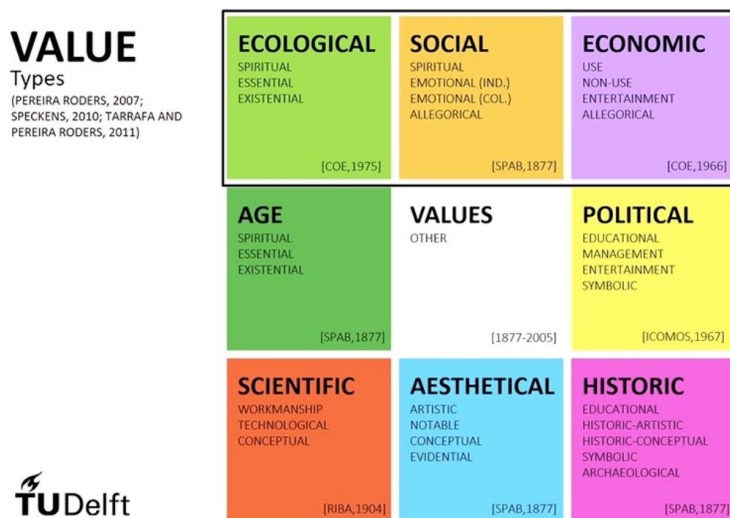 VALUE
Types
(PEREIRA RODERS, 2007;
SPECKENS, 2010; TARRAFA AND
PEREIRA RODERS, 2011)
ECOLOGICAL
SPIRITUAL
ESSENTIAL
EXISTENTIAL
[COE,1975]
SOCIAL
SPIRITUAL
EMOTIONAL (IND.)
EMOTIONAL (COL.)
ALLEGORICAL
[SPAB,1877]
ECONOMIC
USE
NON-USE
ENTERTAINMENT
ALLEGORICAL
[COE,1966]
AGE
SPIRITUAL
ESSENTIAL
EXISTENTIAL
[SPAB,1877]
VALUES
OTHER
[1877-2005]
POLITICAL
EDUCATIONAL
MANAGEMENT
ENTERTAINMENT
SYMBOLIC
[ICOMOS,1967]
SCIENTIFIC
WORKMANSHIP
TECHNOLOGICAL
CONCEPTUAL
[RIBA,1904]
AESTHETICAL
ARTISTIC
NOTABLE
CONCEPTUAL
EVIDENTIAL
[SPAB,1877]
HISTORIC
EDUCATIONAL
HISTORIC-ARTISTIC
HISTORIC-CONCEPTUAL
SYMBOLIC
ARCHAEOLOGICAL
[SPAB,1877]
TUDelft